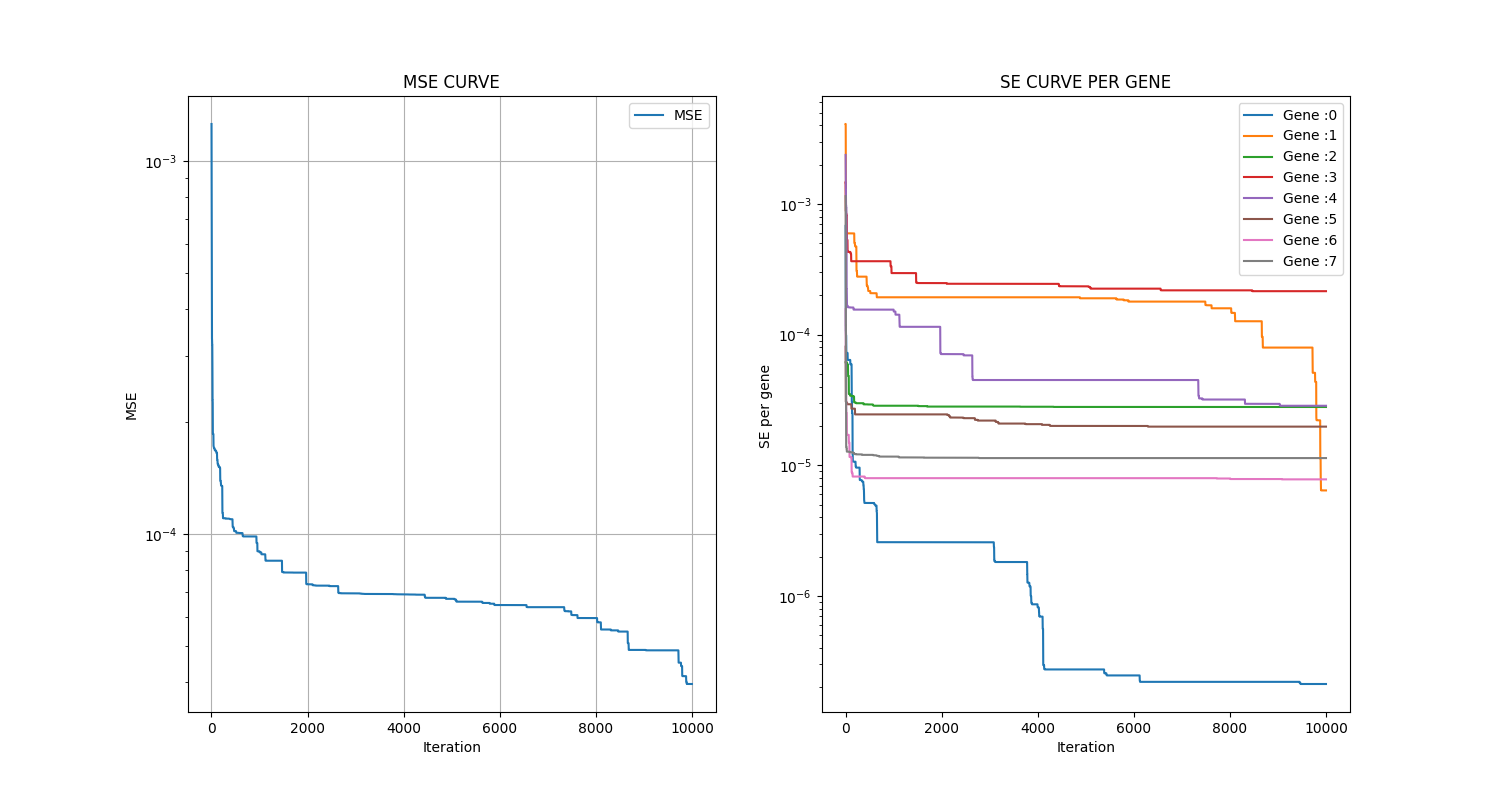 MSE CURVE
MSE
10⁻³
10⁻⁴
MSE
0 2000 4000 6000 8000 10000
Iteration
SE CURVE PER GENE
Gene :0
Gene :1
Gene :2
Gene :3
Gene :4
Gene :5
Gene :6
Gene :7
10⁻³
10⁻⁴
10⁻⁵
10⁻⁶
SE per gene
0 2000 4000 6000 8000 10000
Iteration